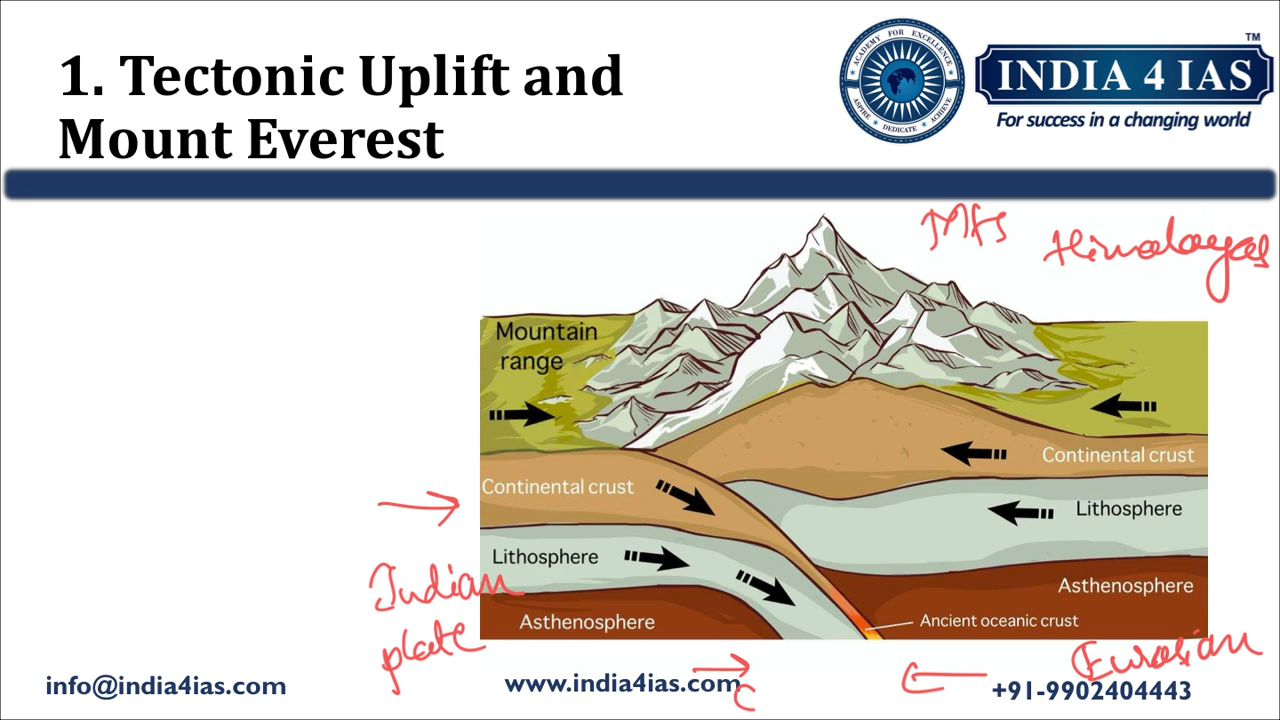 1. Tectonic Uplift and
Mount Everest
ACADEMY FOR EXCELLENCE
ASPIRE DEDICATE ACHIEVE
INDIA 4 IAS
TM
For success in a changing world
Himalayas
Mountain
range
Continental crust
Continental crust
Lithosphere
Lithosphere
Asthenosphere
Asthenosphere
Ancient oceanic crust
Indian
plate
Eurasian
info@india4ias.com
www.india4ias.com
C
+91-9902404443